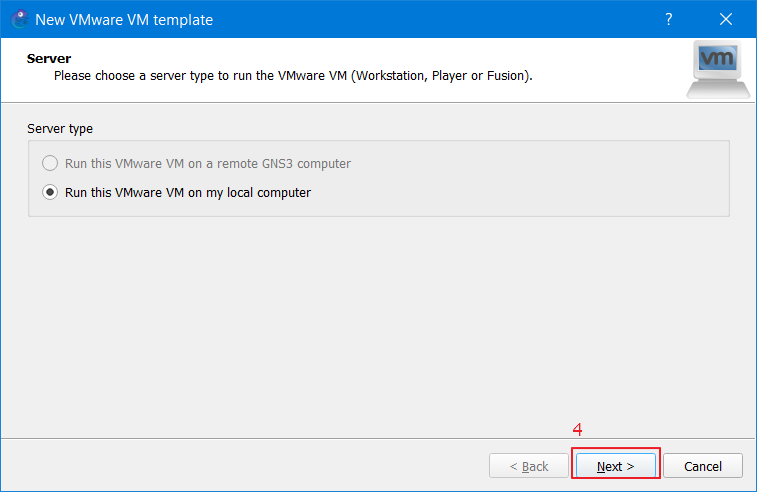 New VMware VM template
?
Server
Please choose a server type to run the VMware VM (Workstation, Player or Fusion).
vm
Server type
Run this VMware VM on a remote GNS3 computer
Run this VMware VM on my local computer
4
< Back
Next >
Cancel